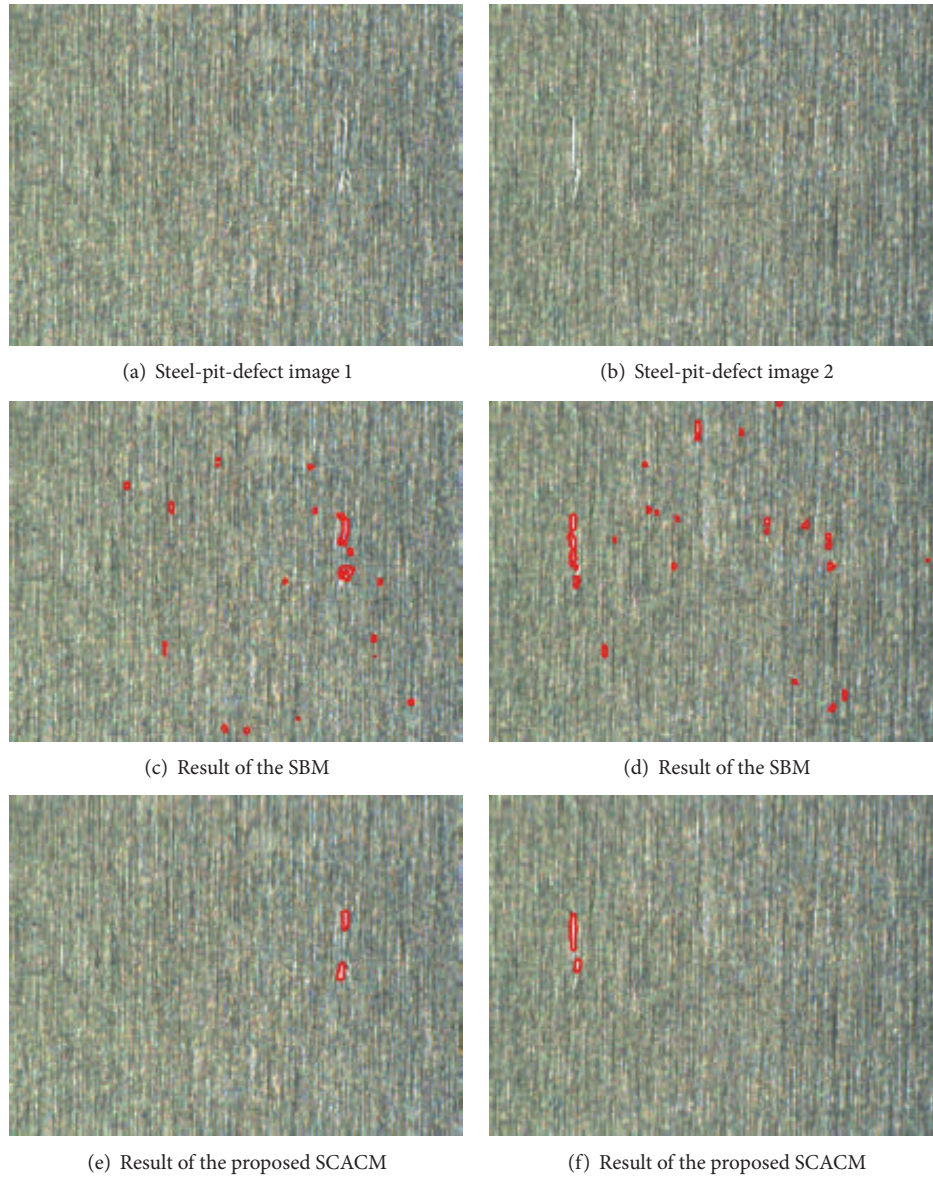 (a) Steel-pit-defect image 1
(b) Steel-pit-defect image 2
(c) Result of the SBM
(d) Result of the SBM
(e) Result of the proposed SCACM
(f) Result of the proposed SCACM